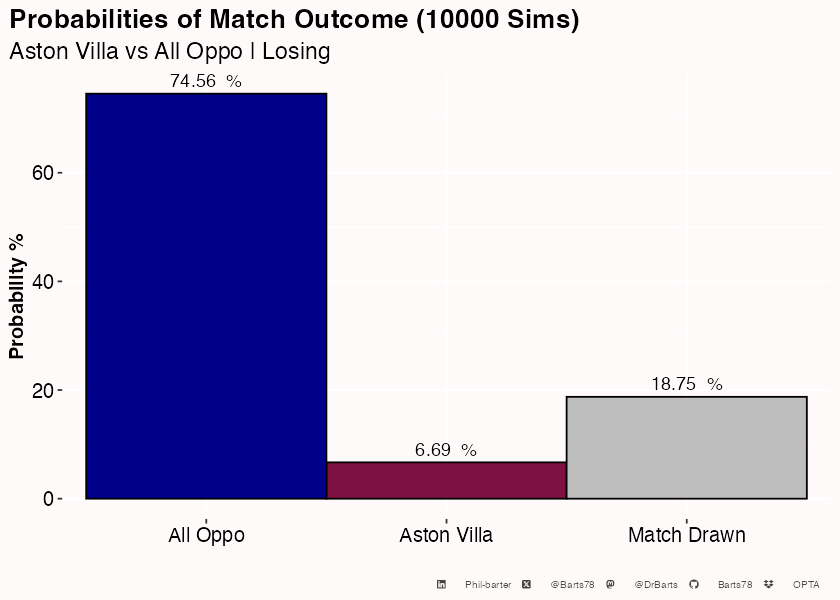 Probabilities of Match Outcome (10000 Sims)
Aston Villa vs All Oppo | Losing
74.56 %
60
Probability %
40
20
18.75 %
6.69 %
0
All Oppo Aston Villa Match Drawn
Phil-barter @Barts78 @DrBarts Barts78 OPTA